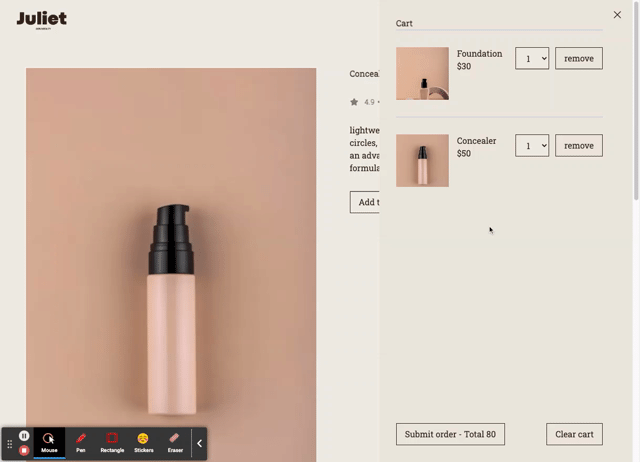 Juliet
Cart
Foundation
$30
1
remove
Conceal
4.9
Concealer
$50
1
remove
lightwe
circles,
an adva
formula
Add t
Submit order - Total 80
Clear cart
Mouse
Pen
Rectangle
Stickers
Eraser